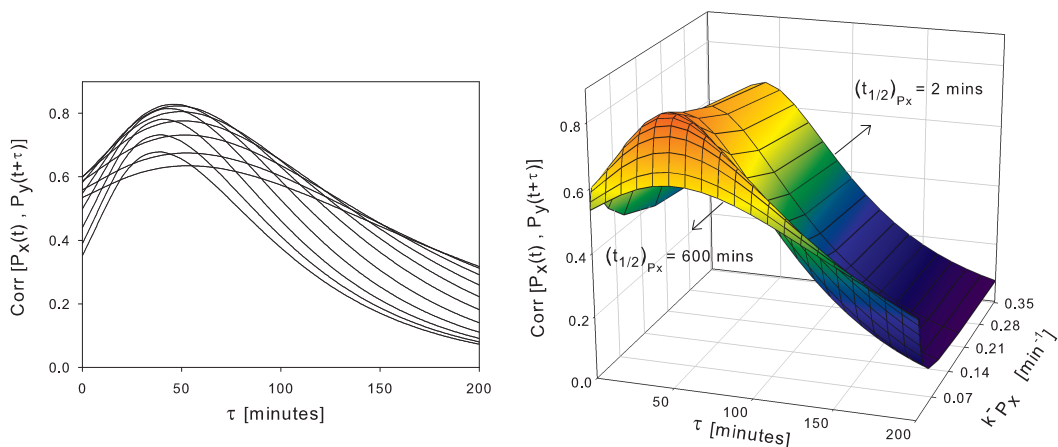 Corr [Px(t) , Py(t+τ)]
0.8
0.6
0.4
0.2
0.0
0 50 100 150 200
τ [minutes]
Corr [Px(t) , Py(t+τ)]
0.8
0.6
0.4
0.2
0.0
(t1/2)Px = 2 mins
(t1/2)Px = 600 mins
50
100
150
200
τ [minutes]
0.35
0.28
0.21
0.14
0.07
k⁻Px [min⁻¹]